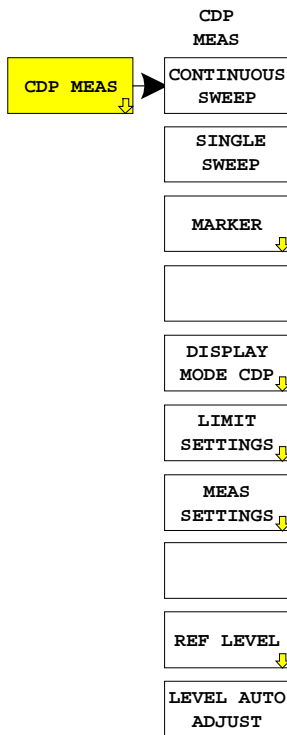 CDP
MEAS
CDP MEAS
CONTINUOUS
SWEEP
SINGLE
SWEEP
MARKER
DISPLAY
MODE CDP
LIMIT
SETTINGS
MEAS
SETTINGS
REF LEVEL
LEVEL AUTO
ADJUST